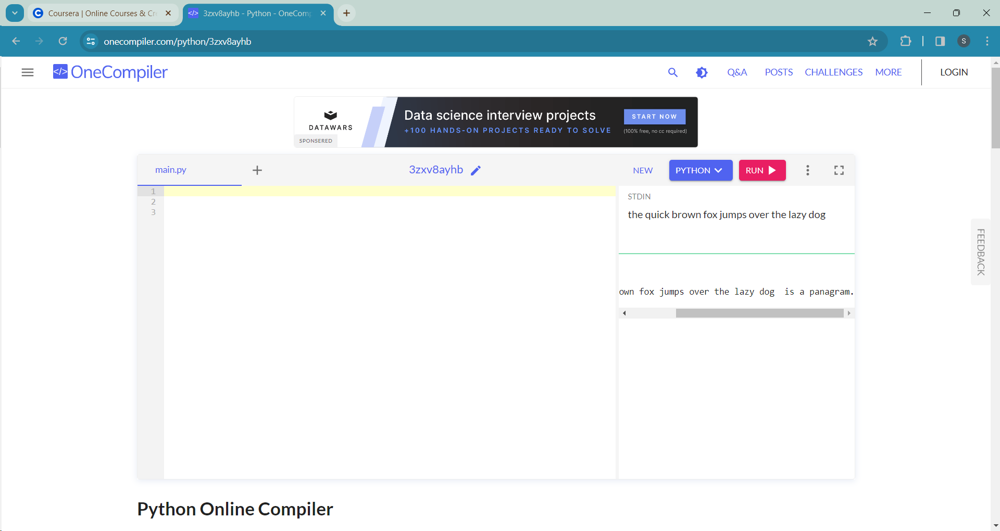 Coursera | Online Courses & Cr
3zxv8ayhb - Python - OneComp
onecompiler.com/python/3zxv8ayhb
S
</> OneCompiler
Q&A
POSTS
CHALLENGES
MORE
LOGIN
DATAWARS
SPONSERED
Data science interview projects
+100 HANDS-ON PROJECTS READY TO SOLVE
START NOW
(100% free, no cc required)
main.py
3zxv8ayhb
NEW
PYTHON
RUN
1
2
3
STDIN
the quick brown fox jumps over the lazy dog
own fox jumps over the lazy dog  is a panagram.
FEEDBACK
Python Online Compiler